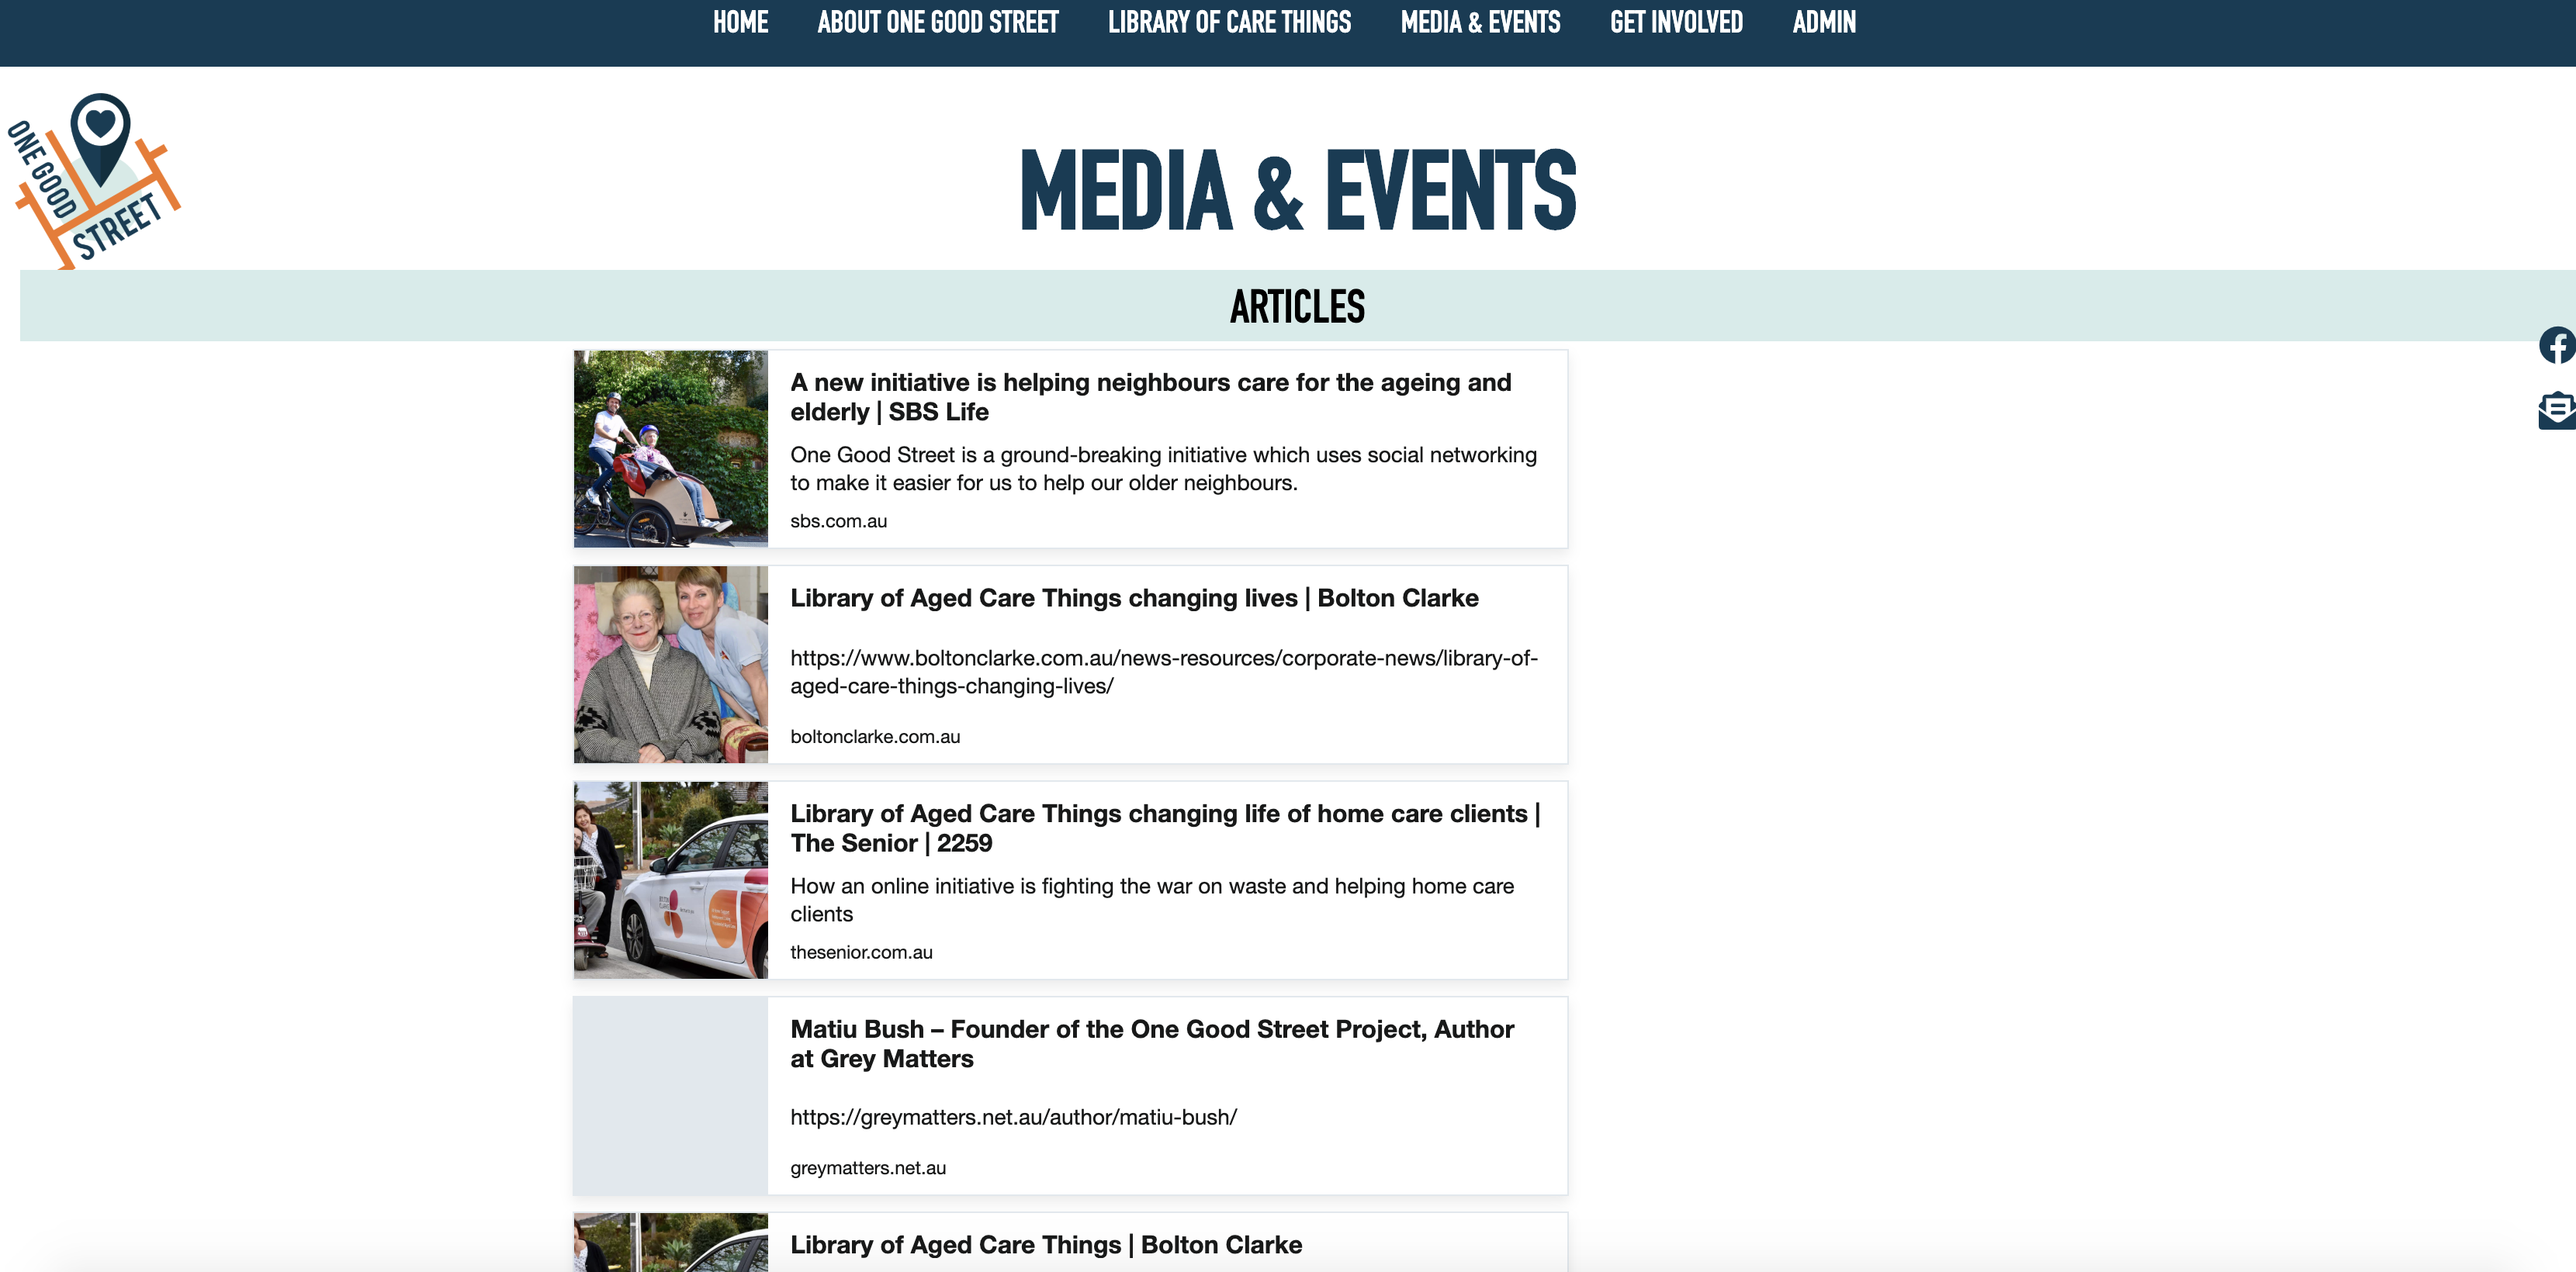 HOME ABOUT ONE GOOD STREET LIBRARY OF CARE THINGS MEDIA & EVENTS GET INVOLVED ADMIN
ONE GOOD
STREET
MEDIA & EVENTS
ARTICLES
A new initiative is helping neighbours care for the ageing and
elderly | SBS Life
One Good Street is a ground-breaking initiative which uses social networking
to make it easier for us to help our older neighbours.
sbs.com.au
Library of Aged Care Things changing lives | Bolton Clarke
https://www.boltonclarke.com.au/news-resources/corporate-news/library-of-
aged-care-things-changing-lives/
boltonclarke.com.au
Library of Aged Care Things changing life of home care clients |
The Senior | 2259
How an online initiative is fighting the war on waste and helping home care
clients
thesenior.com.au
Matiu Bush – Founder of the One Good Street Project, Author
at Grey Matters
https://greymatters.net.au/author/matiu-bush/
greymatters.net.au
Library of Aged Care Things | Bolton Clarke